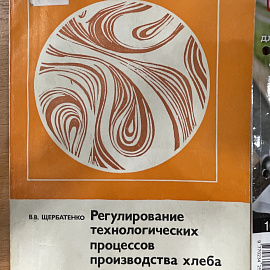 В.В. ЩЕРБАТЕНКО
Регулирование
технологических
процессов
производства хлеба